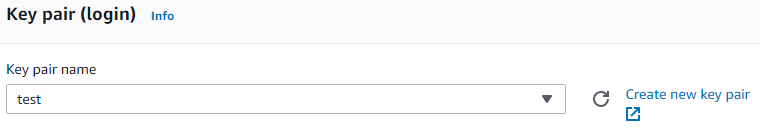 Key pair (login) Info
Key pair name
test
Create new key pair